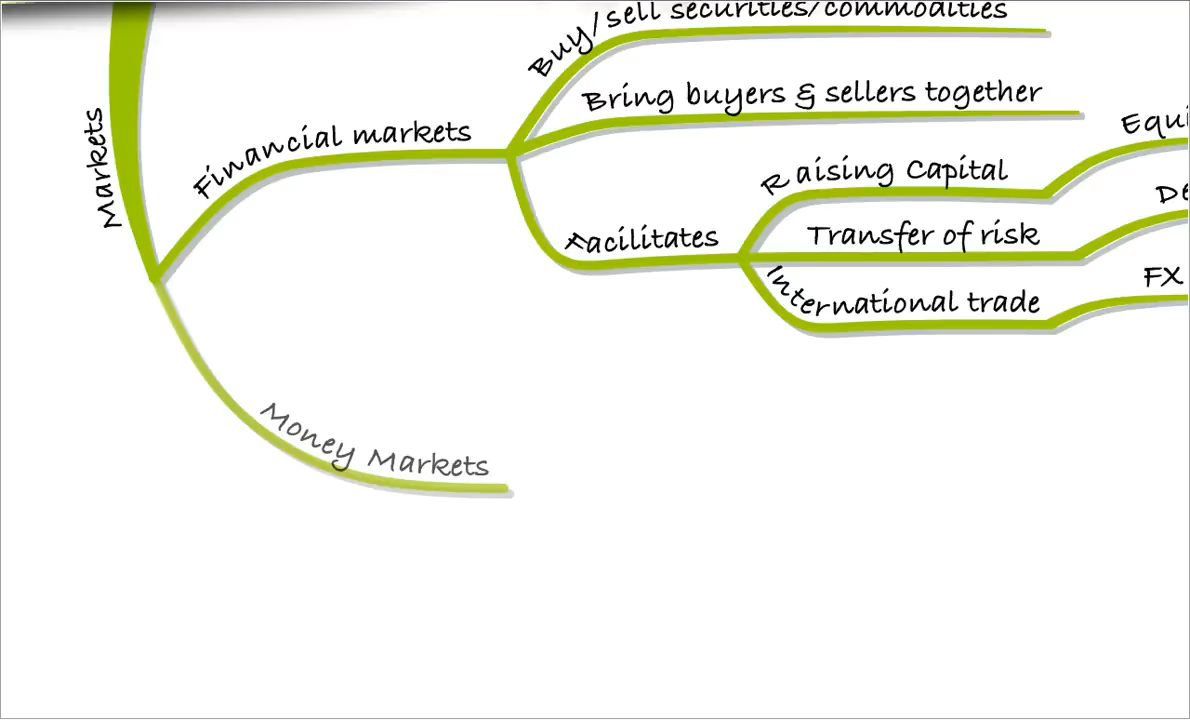 Markets
Financial markets
Buy/sell securities/commodities
Bring buyers & sellers together
Facilitates
Raising Capital
Transfer of risk
International trade
FX
Money Markets